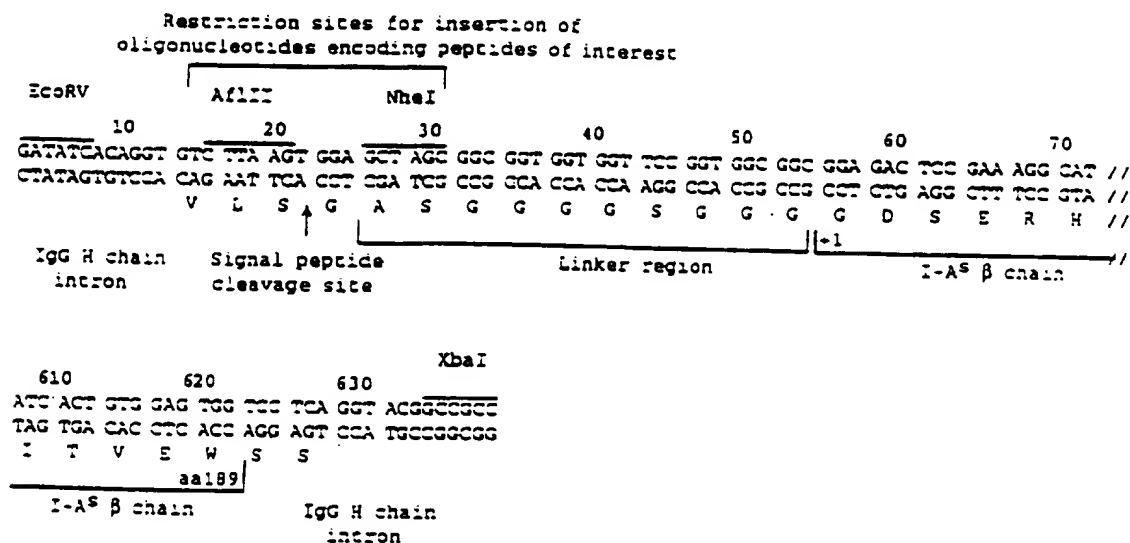 Restriction sites for insertion of
oligonucleotides encoding peptides of interest
EcoRV AflII NheI
10 20 30 40 50 60 70
GATATCACAGGT GTC TTA AGT GGA GCT AGC GGC GGT GGT GGT TCC GGT GGC GGC GGA GAC TCC GAA AGG CAT //
CTATAGTGTCCA CAG AAT TCA CCT CGA TCG CCG CCA CCA CCA AGG CCA CCG CCG CCT CTG AGG CTT TCC GTA //
V L S G A S G G G G S G G G G D S E R H //
+1
IgG H chain Signal peptide Linker region I-AS β chain //
intron cleavage site
XbaI
610 620 630
ATC ACT GTG GAG TGG TCC TCA GGT ACGGCCGCC
TAG TGA CAC CTC ACC AGG AGT CCA TGCCGGCGG
I T V E W S S
aa189
I-AS β chain IgG H chain
intron